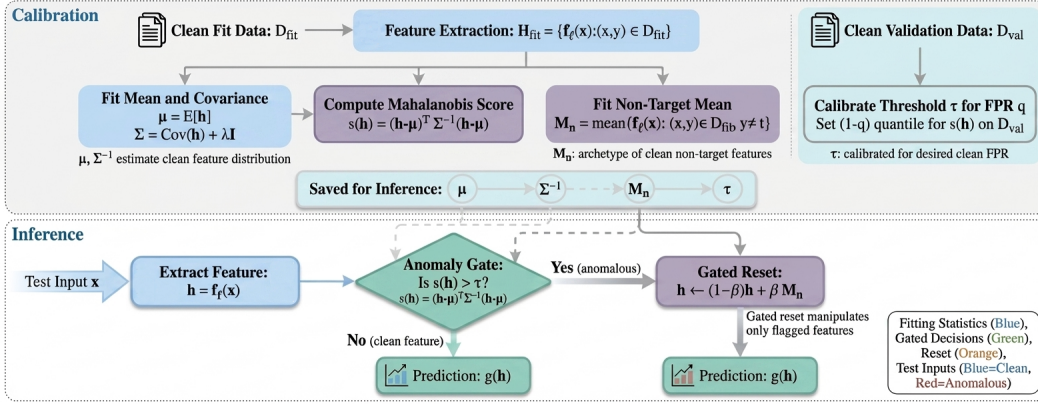 Calibration
Clean Fit Data: D_fit
Feature Extraction: H_fit = {f_ℓ(x):(x,y) ∈ D_fit}
Clean Validation Data: D_val
Fit Mean and Covariance
μ = E[h]
Σ = Cov(h) + λI
μ, Σ⁻¹ estimate clean feature distribution
Compute Mahalanobis Score
s(h) = (h-μ)ᵀ Σ⁻¹(h-μ)
Fit Non-Target Mean
M_n = mean{f_ℓ(x): (x,y)∈ D_fib, y≠ t}
M_n: archetype of clean non-target features
Calibrate Threshold τ for FPR q
Set (1-q) quantile for s(h) on D_val
τ: calibrated for desired clean FPR
Saved for Inference: μ Σ⁻¹ M_n τ
Inference
Test Input x
Extract Feature:
h = f_f(x)
Anomaly Gate:
Is s(h) > τ?
s(h) = (h-μ)ᵀΣ⁻¹(h-μ)
Yes (anomalous)
Gated Reset:
h ← (1−β)h + β M_n
Gated reset manipulates
only flagged features
No (clean feature)
Prediction: g(h)
Prediction: g(h)
Fitting Statistics (Blue),
Gated Decisions (Green),
Reset (Orange),
Test Inputs (Blue=Clean,
Red=Anomalous)